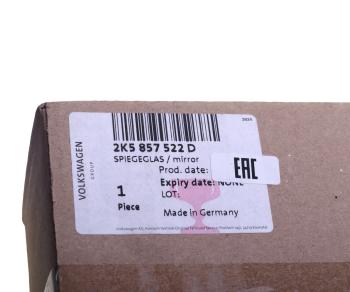 2K5 857 522 D
SPIEGEGLAS / mirror
Prod. date:
EAC
Expiry date: NONE
1
LOT:
Piece
Made in Germany
VOLKSWAGEN
GROUP